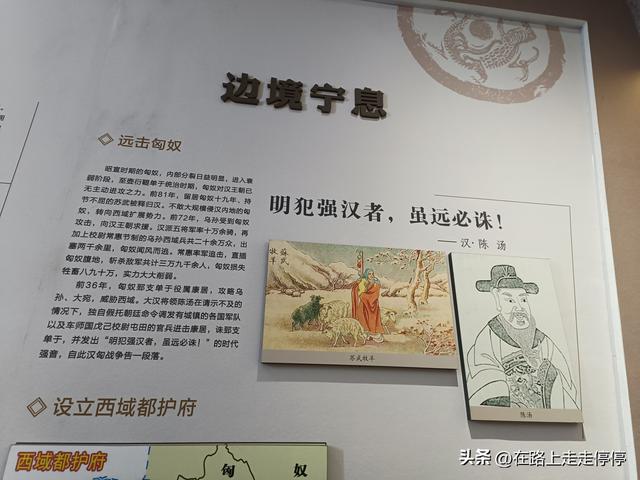 边境宁息
远击匈奴
昭宣时期的匈奴，内部分裂日益明显，进入衰
弱阶段，至壶衍鞮单于统治时期，匈奴对汉王朝已
无主动进攻之力。前81年，留居匈奴十九年、持
节不屈的苏武被释归汉。不敢大规模侵汉内地的匈
奴，转向西域扩展势力。前72年，乌孙受到匈奴
攻击，向汉王朝求援。汉派五将军率十万余骑，再
加上校尉常惠节制的乌孙西域兵共二十余万众，出
塞两千余里，匈奴闻风而逃。常惠率军追击，直捣
匈奴腹地，斩杀敌军共计三万九千余人，匈奴损失
牲畜八九十万，实力大大削弱。
前36年，匈奴郅支单于役属康居，攻略乌
孙、大宛，威胁西域。大汉将领陈汤在请示不及的
情况下，独自假托朝廷命令调发有城镇的各国军队
以及车师国戊己校尉屯田的官兵进击康居，诛郅支
单于，并发出“明犯强汉者，虽远必诛！”的时代
强音，自此汉匈战争告一段落。
明犯强汉者，虽远必诛！
——汉·陈 汤
蘇武
牧羊
苏武牧羊
陈汤
设立西域都护府
西域都护府
匈 奴
头条 @在路上走走停停